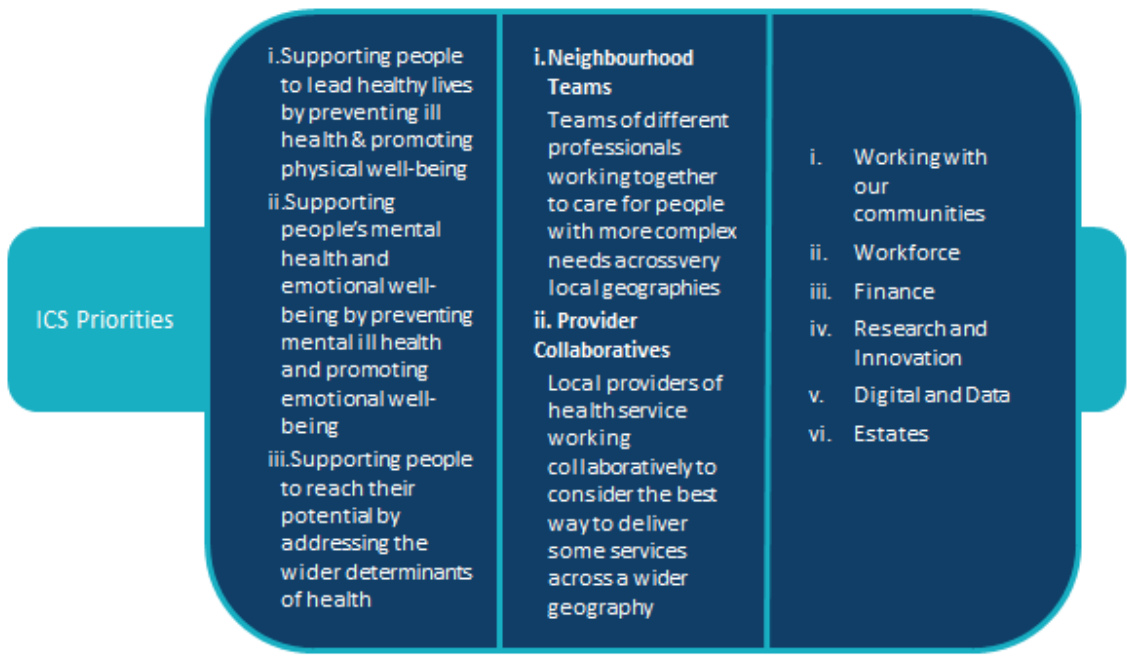 ICS Priorities
i.Supporting people
to lead healthy lives
by preventing ill
health & promoting
physical well-being
ii.Supporting
people's mental
health and
emotional well-
being by preventing
mental ill health
and promoting
emotional well-
being
iii.Supporting people
to reach their
potential by
addressing the
wider determinants
of health
i. Neighbourhood
Teams
Teams of different
professionals
working together
to care for people
with more complex
needs across very
local geographies
ii. Provider
Collaboratives
Local providers of
health service
working
collaboratively to
consider the best
way to deliver
some services
across a wider
geography
i. Working with
our
communities
ii. Workforce
iii. Finance
iv. Research and
Innovation
v. Digital and Data
vi. Estates